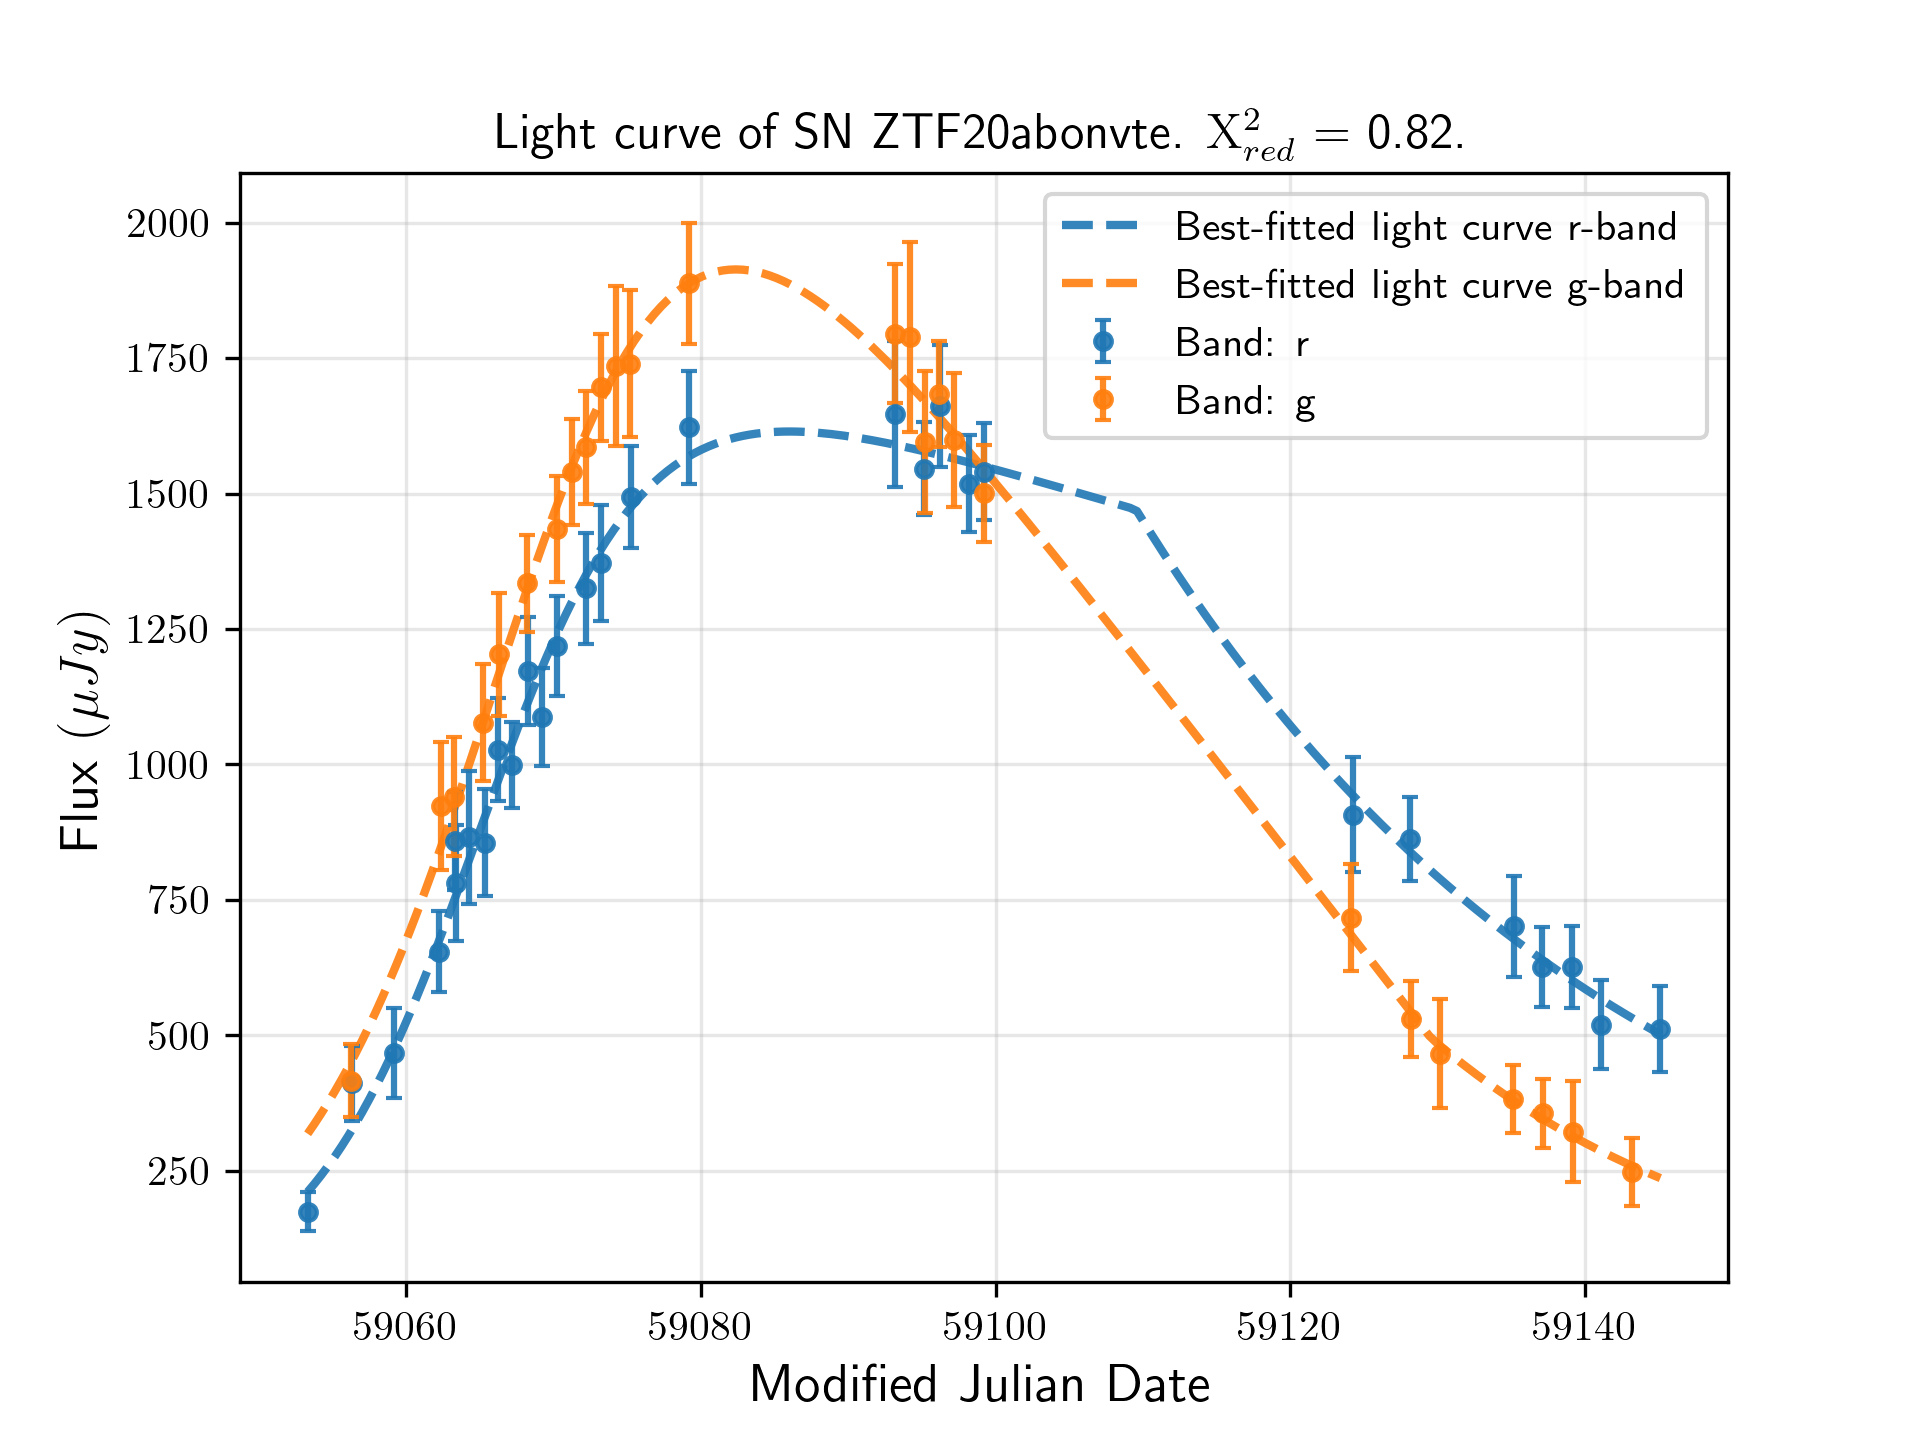 Light curve of SN ZTF20abonvte. X²red = 0.82.
Best-fitted light curve r-band
Best-fitted light curve g-band
Band: r
Band: g
Flux (μJy)
2000
1750
1500
1250
1000
750
500
250
59060 59080 59100 59120 59140
Modified Julian Date